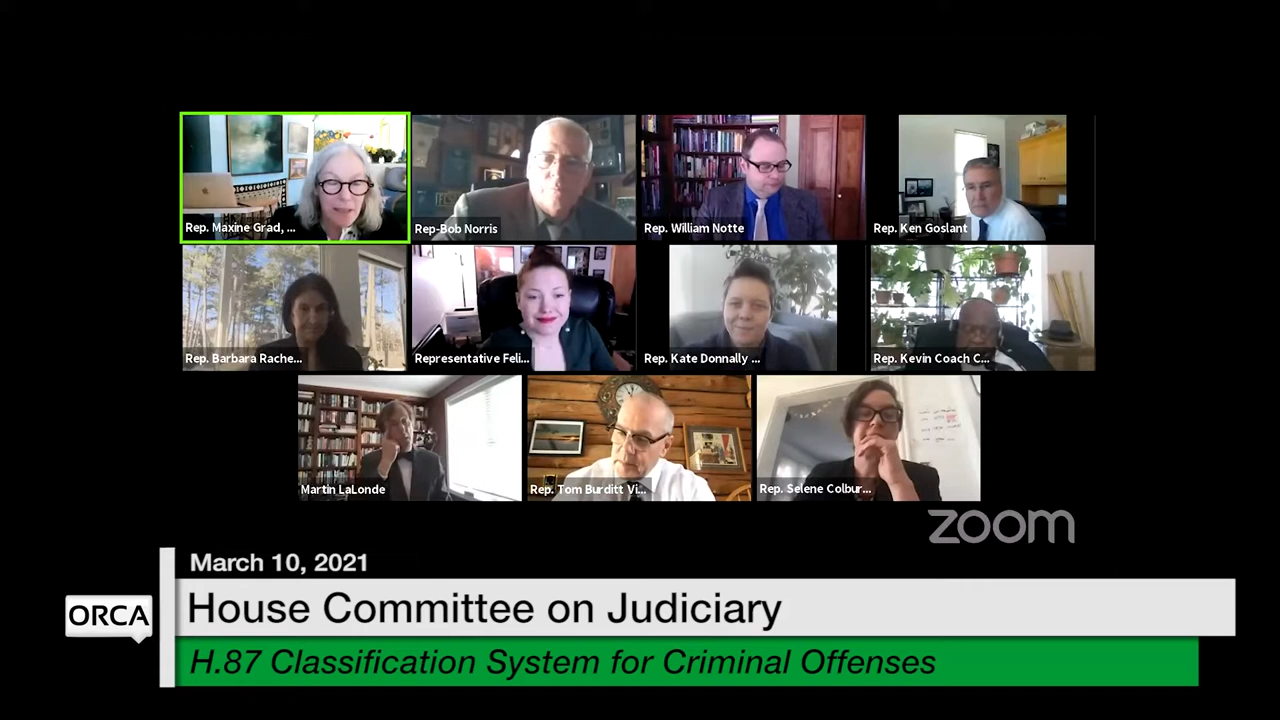 Rep. Maxine Grad, ...
Rep-Bob Norris
Rep. William Notte
Rep. Ken Goslant
Rep. Barbara Rache...
Representative Feli...
Rep. Kate Donnally ...
Rep. Kevin Coach C...
Martin LaLonde
Rep. Tom Burditt Vi...
Rep. Selene Colbur...
zoom
March 10, 2021
ORCA
House Committee on Judiciary
H.87 Classification System for Criminal Offenses